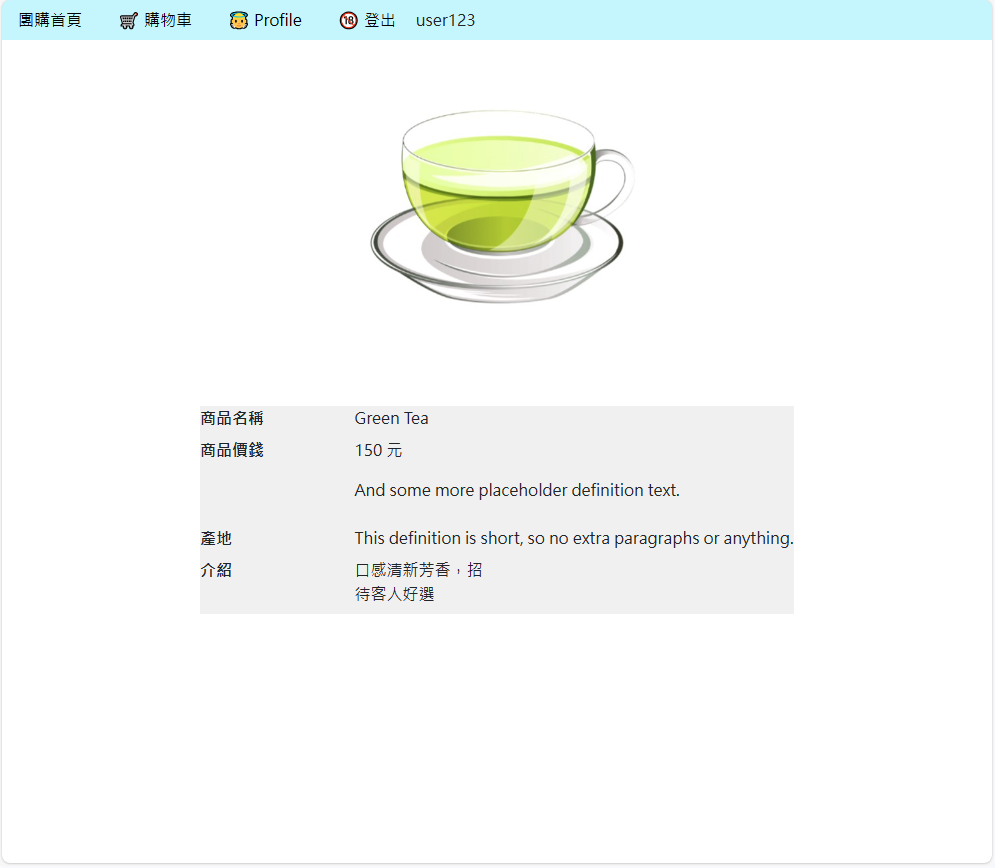 團購首頁 🛒 購物車 😇 Profile 🔞 登出 user123
商品名稱 Green Tea
商品價錢 150 元
And some more placeholder definition text.
產地 This definition is short, so no extra paragraphs or anything.
介紹 口感清新芳香，招
待客人好選